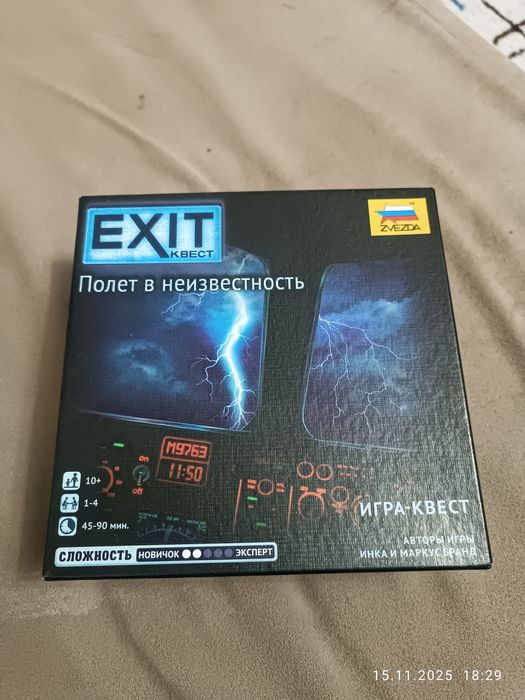 EXIT
КВЕСТ
ZVEZDA
Полет в неизвестность
on
off
M9763
11:50
10+
1-4
45-90 мин.
ИГРА-КВЕСТ
АВТОРЫ ИГРЫ
ИНКА И МАРКУС БРАНД
СЛОЖНОСТЬ НОВИЧОК ЭКСПЕРТ
15.11.2025 18:29